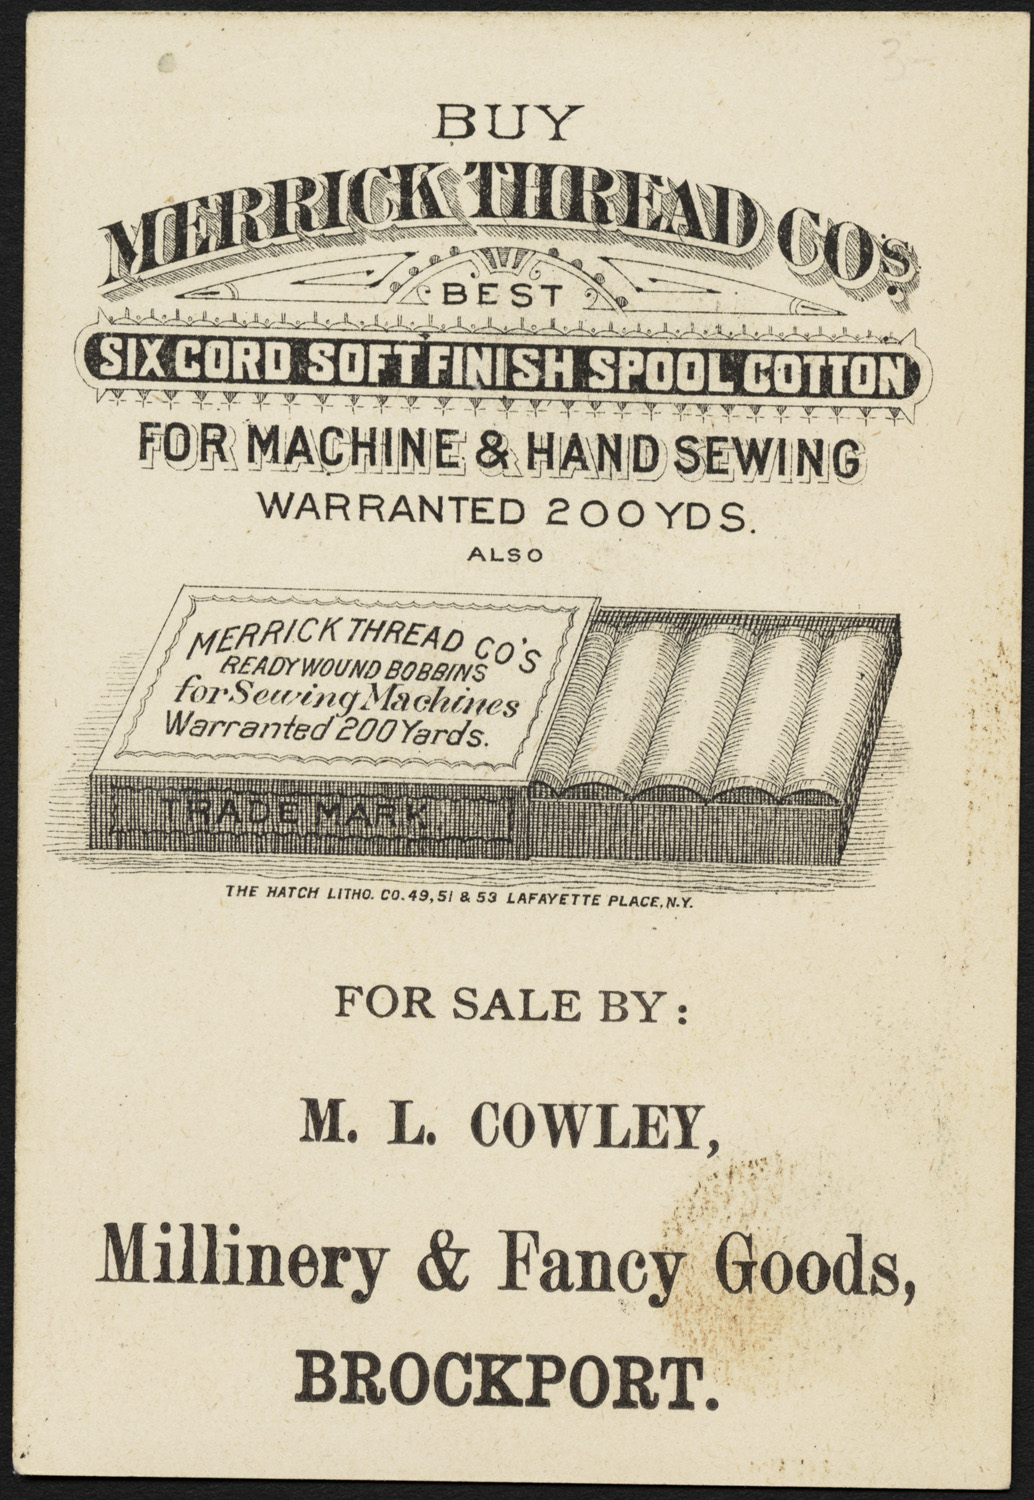 BUY
MERRICK THREAD CO'S
BEST
SIX CORD SOFT FINISH SPOOL COTTON
FOR MACHINE & HAND SEWING
WARRANTED 200 YDS.
ALSO
MERRICK THREAD CO'S
READY WOUND BOBBINS
for Sewing Machines
Warranted 200 Yards.
TRADE MARK
THE HATCH LITHO. CO. 49, 51 & 53 LAFAYETTE PLACE, N.Y.
FOR SALE BY:
M. L. COWLEY,
Millinery & Fancy Goods,
BROCKPORT.